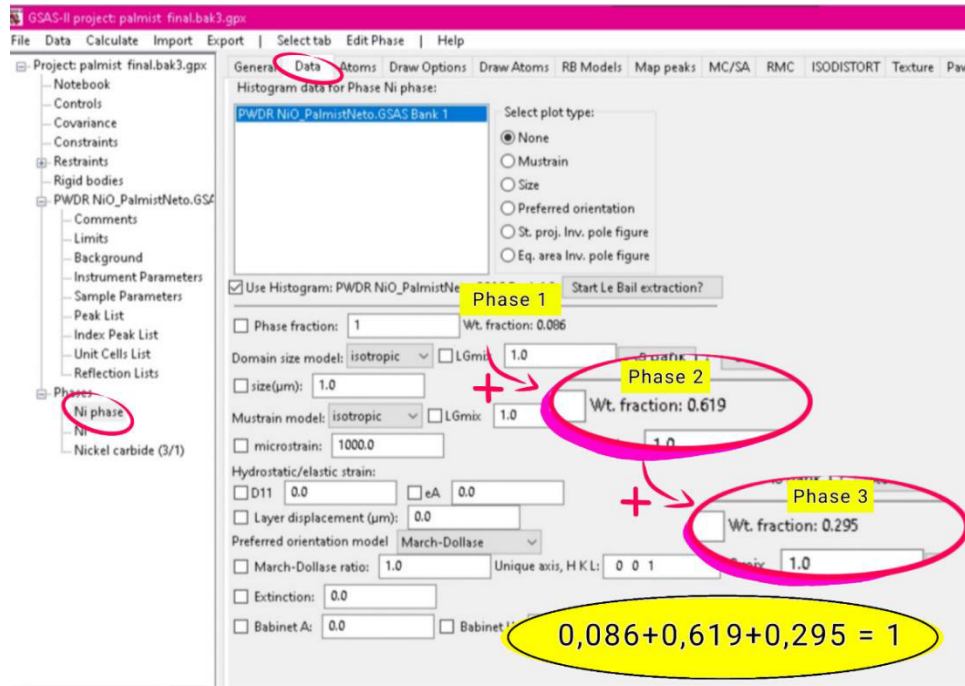 GSAS-II project: palmist final.bak3.gpx
File Data Calculate Import Export | Select tab Edit Phase | Help
Project: palmist final.bak3.gpx
Notebook
Controls
Covariance
Constraints
Restraints
Rigid bodies
PWDR NiO_PalmistNeto.GSA
Comments
Limits
Background
Instrument Parameters
Sample Parameters
Peak List
Index Peak List
Unit Cells List
Reflection Lists
Phases
Ni phase
Ni
Nickel carbide (3/1)
General Data Atoms Draw Options Draw Atoms RB Models Map peaks MC/SA RMC ISODISTORT Texture Paw
Histogram data for Phase Ni phase:
PWDR NiO_PalmistNeto.GSAS Bank 1
Select plot type:
None
Mustrain
Size
Preferred orientation
St. proj. Inv. pole figure
Eq. area Inv. pole figure
Use Histogram: PWDR NiO_PalmistNe Start Le Bail extraction?
Phase 1
Phase fraction: 1 Wt. fraction: 0.086
Domain size model: isotropic LGmix 1.0
Phase 2
size(μm): 1.0
+ Wt. fraction: 0.619
Mustrain model: isotropic LGmix 1.0
1.0
microstrain: 1000.0
Hydrostatic/elastic strain:
D11 0.0 eA 0.0
Phase 3
Layer displacement (μm): 0.0
+ Wt. fraction: 0.295
Preferred orientation model March-Dollase
March-Dollase ratio: 1.0 Unique axis, H K L: 0 0 1
1.0
Extinction: 0.0
Babinet A: 0.0 Babinet
0,086+0,619+0,295 = 1